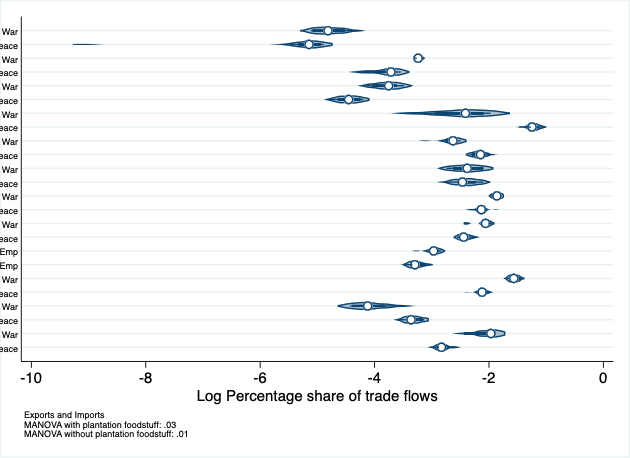 War
eace
War
eace
War
eace
War
eace
War
eace
War
eace
War
eace
War
eace
Emp
Emp
War
eace
War
eace
War
eace
-10 -8 -6 -4 -2 0
Log Percentage share of trade flows
Exports and Imports
MANOVA with plantation foodstuff: .03
MANOVA without plantation foodstuff: .01